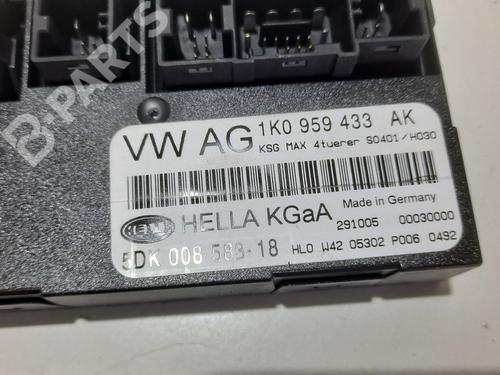 B-PARTS
VW AG 1K0 959 433 AK
KSG MAX 4tuerer S0401/H030
HELLA KGaA
Made in Germany
291005 00030000
5DK 008 583-18 HLO W42 05302 P006 0492